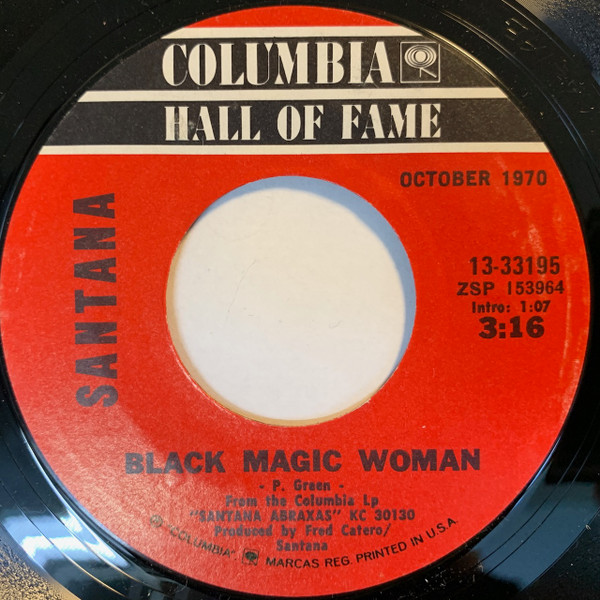 COLUMBIA
HALL OF FAME
OCTOBER 1970
SANTANA
13-33195
ZSP 153964
Intro: 1:07
3:16
BLACK MAGIC WOMAN
- P. Green -
From the Columbia Lp
"SANTANA ABRAXAS" KC 30130
Produced by Fred Catero/
Santana
® "COLUMBIA" MARCAS REG. PRINTED IN U.S.A.